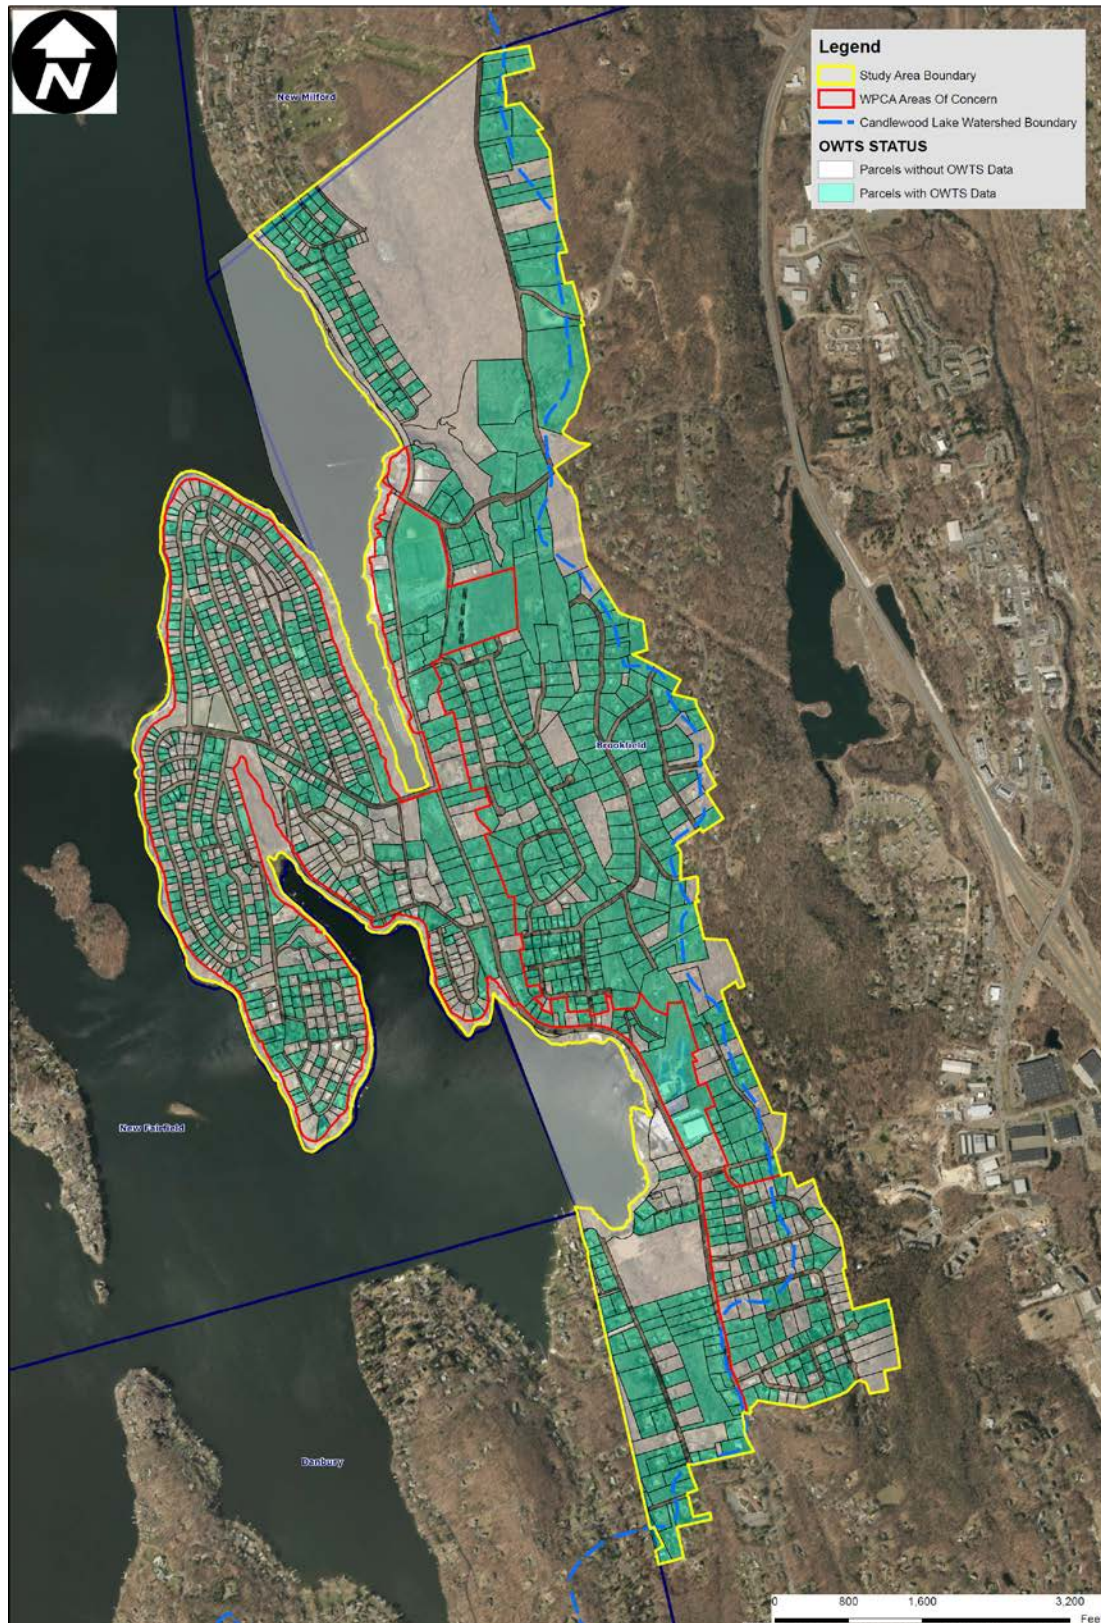 N
New Milford
Legend
Study Area Boundary
WPCA Areas Of Concern
Candlewood Lake Watershed Boundary
OWTS STATUS
Parcels without OWTS Data
Parcels with OWTS Data
Brookfield
New Fairfield
Danbury
0 800 1,600 3,200
Fee